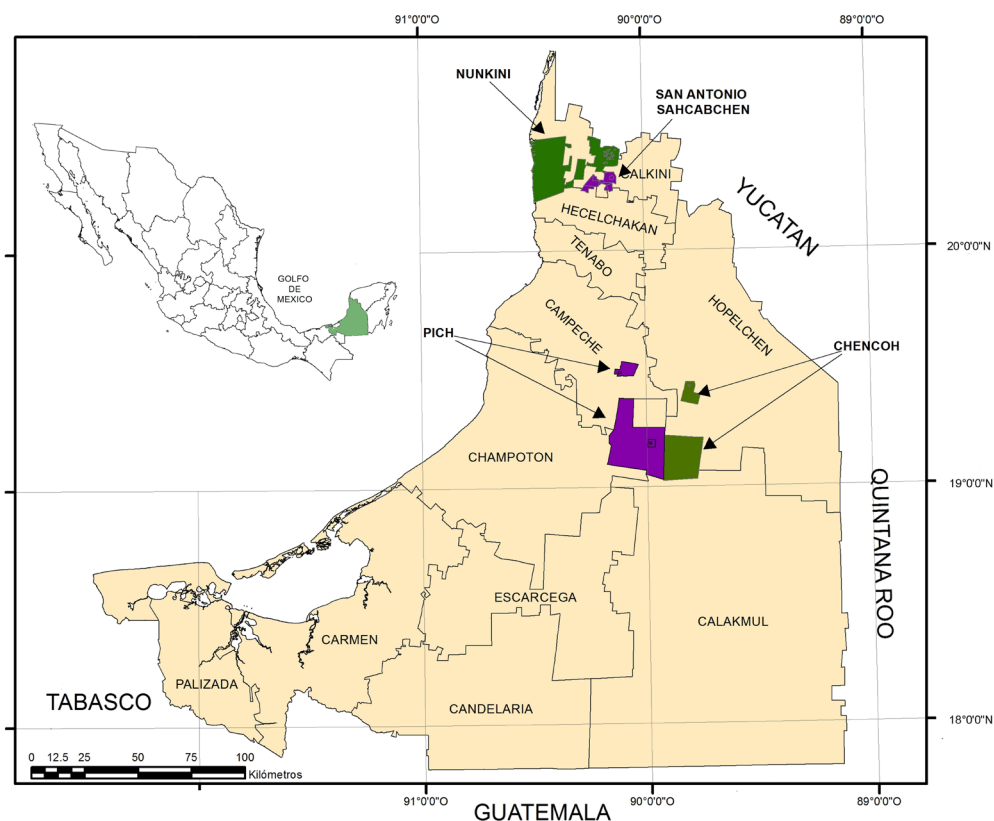 91°0'0"O
90°0'0"O
89°0'0"O
NUNKINI
SAN ANTONIO
SAHCABCHEN
CALKINI
YUCATAN
HECELCHAKAN
20°0'0"N
TENABO
GOLFO
DE
MEXICO
CAMPECHE
HOPELCHEN
PICH
CHENCOH
CHAMPOTON
19°0'0"N
QUINTANA ROO
ESCARCEGA
CALAKMUL
CARMEN
PALIZADA
TABASCO
CANDELARIA
18°0'0"N
0 12.5 25 50 75 100
Kilómetros
91°0'0"O
90°0'0"O
89°0'0"O
GUATEMALA